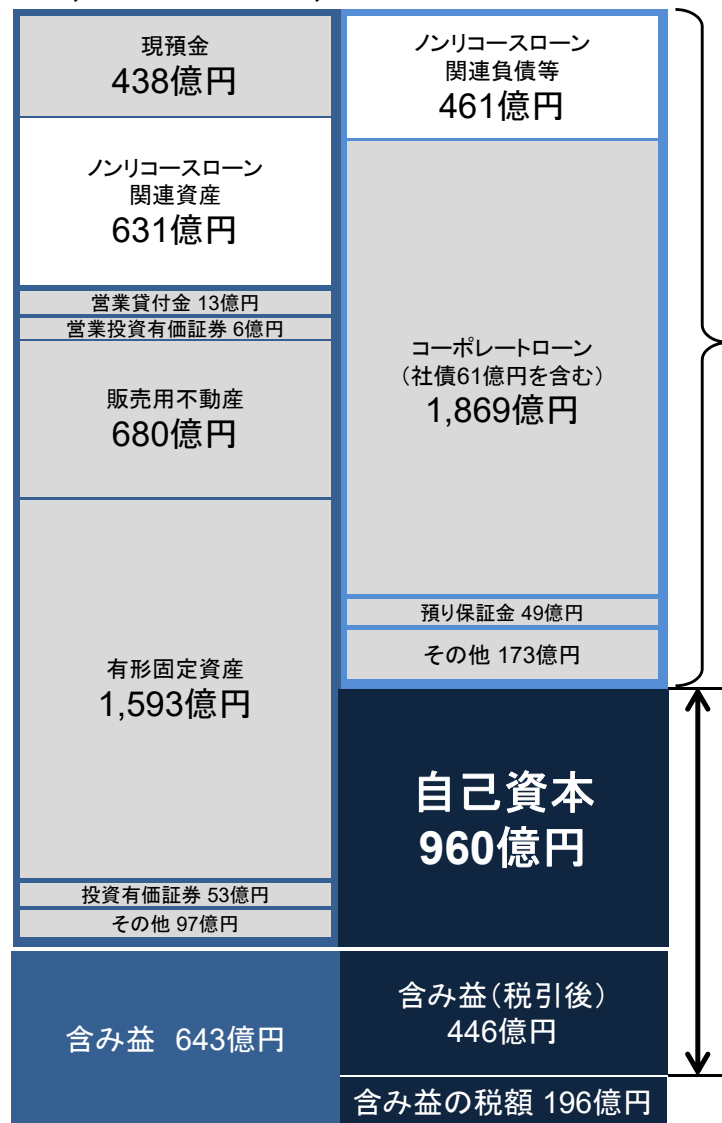 現預金
438億円
ノンリコースローン
関連資産
631億円
営業貸付金 13億円
営業投資有価証券 6億円
販売用不動産
680億円
有形固定資産
1,593億円
投資有価証券 53億円
その他 97億円
含み益 643億円
ノンリコースローン
関連負債等
461億円
コーポレートローン
（社債61億円を含む）
1,869億円
預り保証金 49億円
その他 173億円
自己資本
960億円
含み益（税引後）
446億円
含み益の税額 196億円